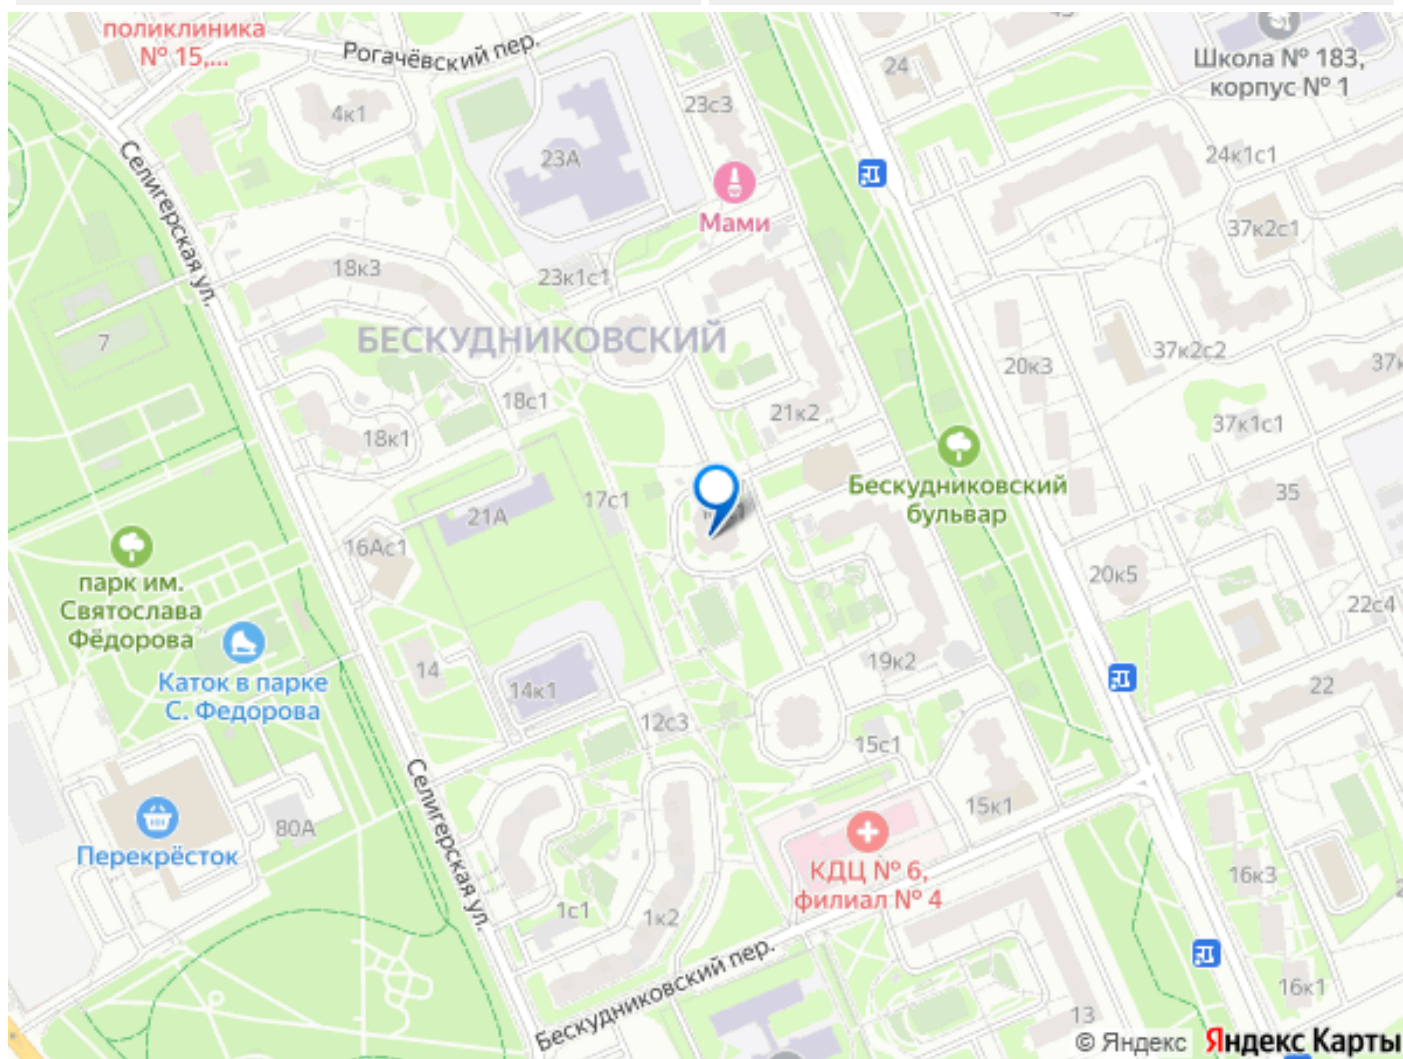 поликлиника
№ 15,...
Рогачёвский пер.
Школа № 183,
корпус № 1
24
23с3
4к1
23А
24к1с1
Мами
37к2с1
Селигерская ул.
18к3
23к1с1
БЕСКУДНИКОВСКИЙ
7
37к2с2
20к3
18с1
21к2
37к1с1
18к1
Бескудниковский
бульвар
35
17с1
21А
16Ас1
20к5
парк им.
Святослава
Фёдорова
22с4
19к2
14
Каток в парке
С. Федорова
14к1
22
12с3
15с1
Селигерская ул.
15к1
80А
Перекрёсток
КДЦ № 6,
филиал № 4
16к3
1с1
1к2
Бескудниковский пер.
16к1
13
© Яндекс Яндекс Карты